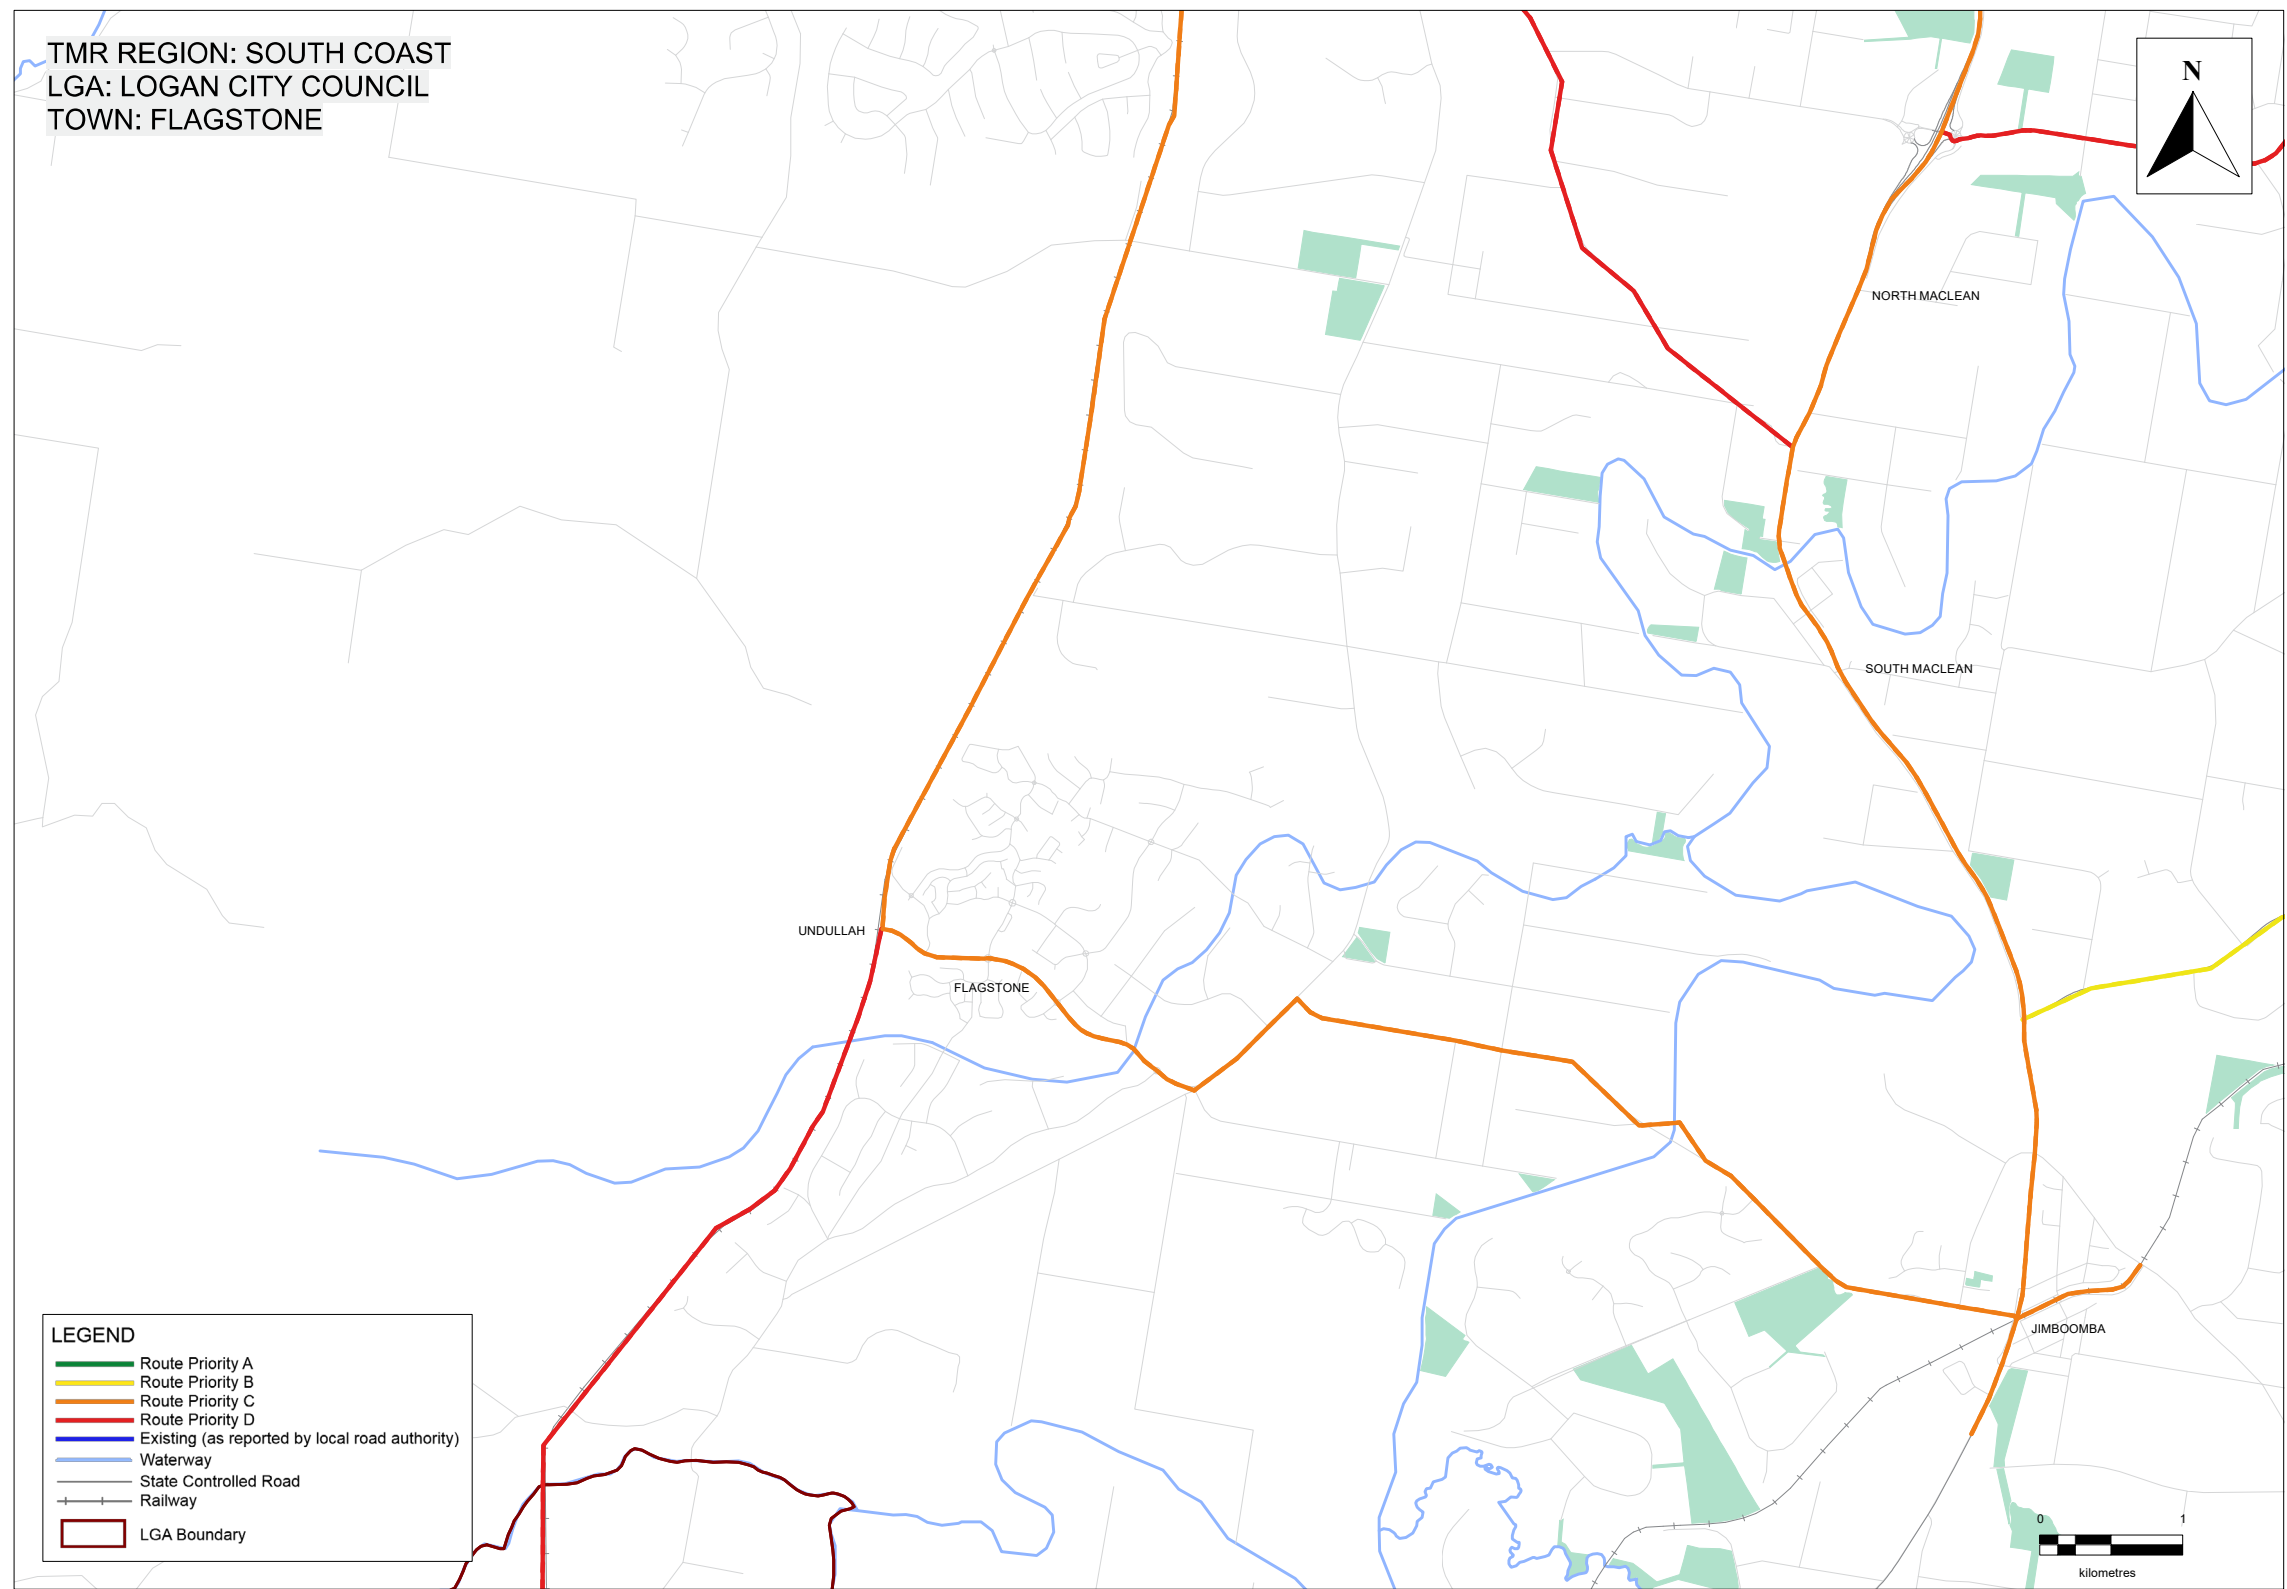 TMR REGION: SOUTH COAST
LGA: LOGAN CITY COUNCIL
TOWN: FLAGSTONE
N
NORTH MACLEAN
SOUTH MACLEAN
UNDULLAH
FLAGSTONE
JIMBOOMBA
LEGEND
Route Priority A
Route Priority B
Route Priority C
Route Priority D
Existing (as reported by local road authority)
Waterway
State Controlled Road
Railway
LGA Boundary
0 1
kilometres